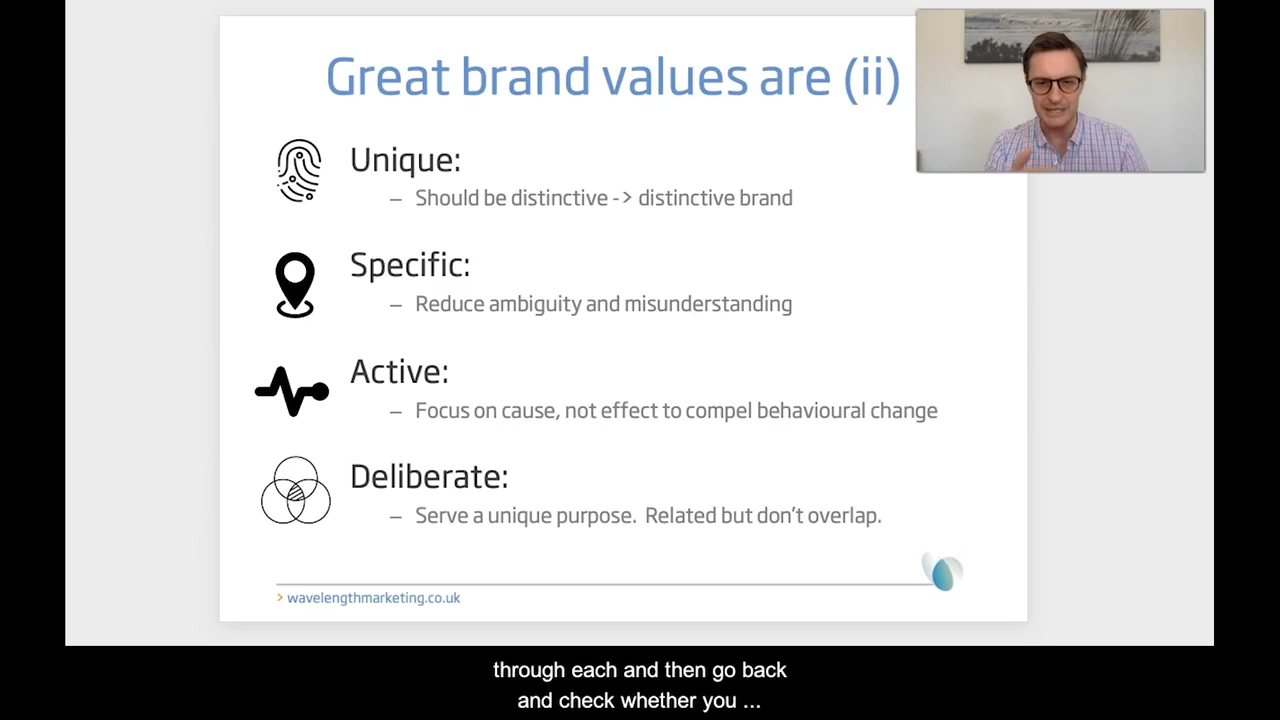 Great brand values are (ii)
Unique:
– Should be distinctive -> distinctive brand
Specific:
– Reduce ambiguity and misunderstanding
Active:
– Focus on cause, not effect to compel behavioural change
Deliberate:
– Serve a unique purpose. Related but don't overlap.
> wavelengthmarketing.co.uk
through each and then go back
and check whether you ...